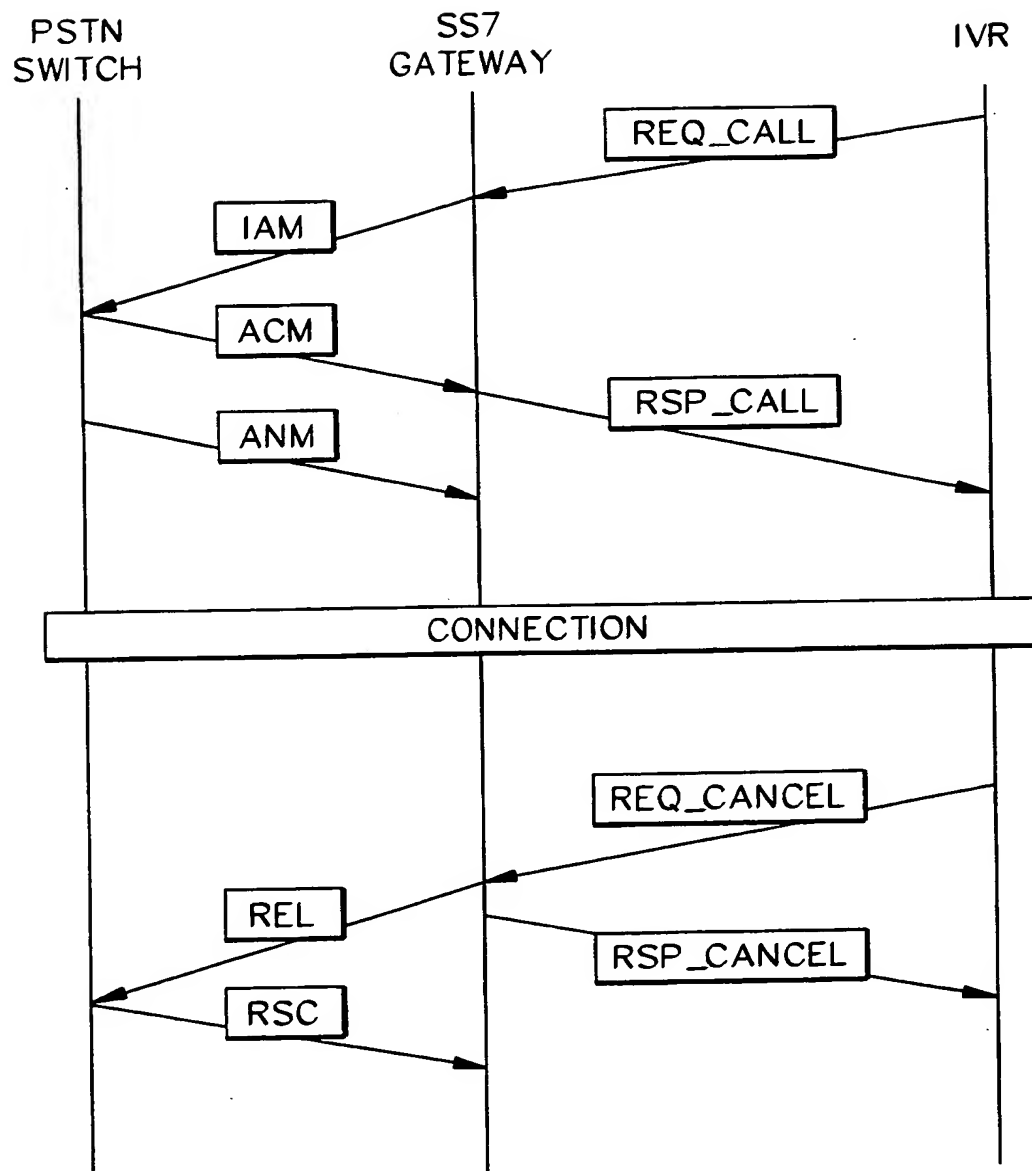 PSTN
SWITCH
SS7
GATEWAY
IVR
REQ_CALL
IAM
ACM
RSP_CALL
ANM
CONNECTION
REQ_CANCEL
REL
RSP_CANCEL
RSC